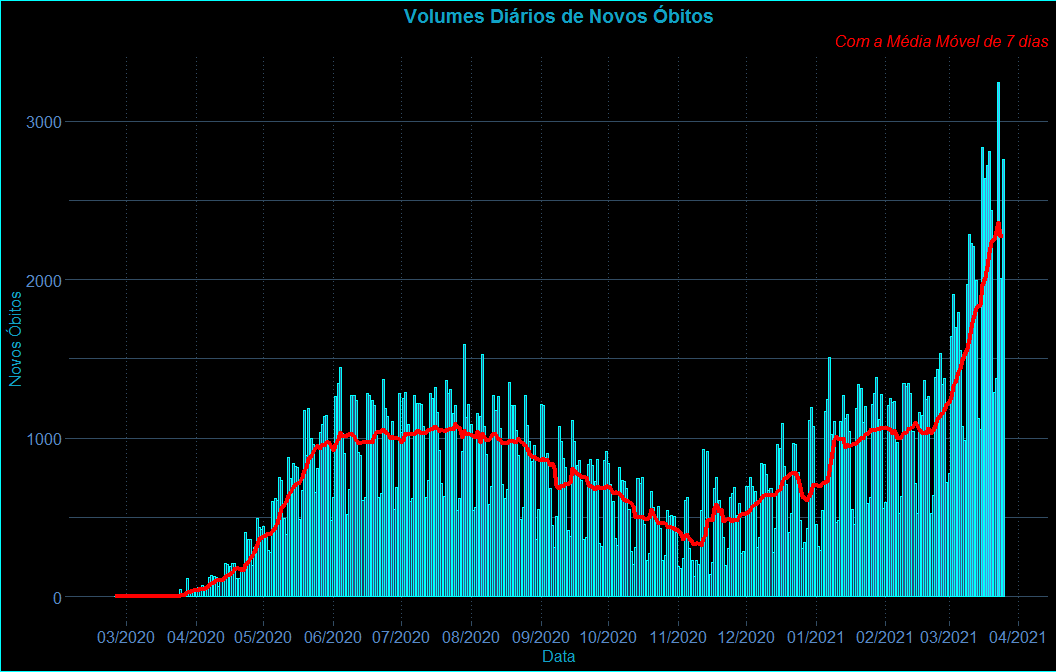 Volumes Diários de Novos Óbitos
Com a Média Móvel de 7 dias
3000
2000
1000
0
Novos Óbitos
03/2020 04/2020 05/2020 06/2020 07/2020 08/2020 09/2020 10/2020 11/2020 12/2020 01/2021 02/2021 03/2021 04/2021
Data